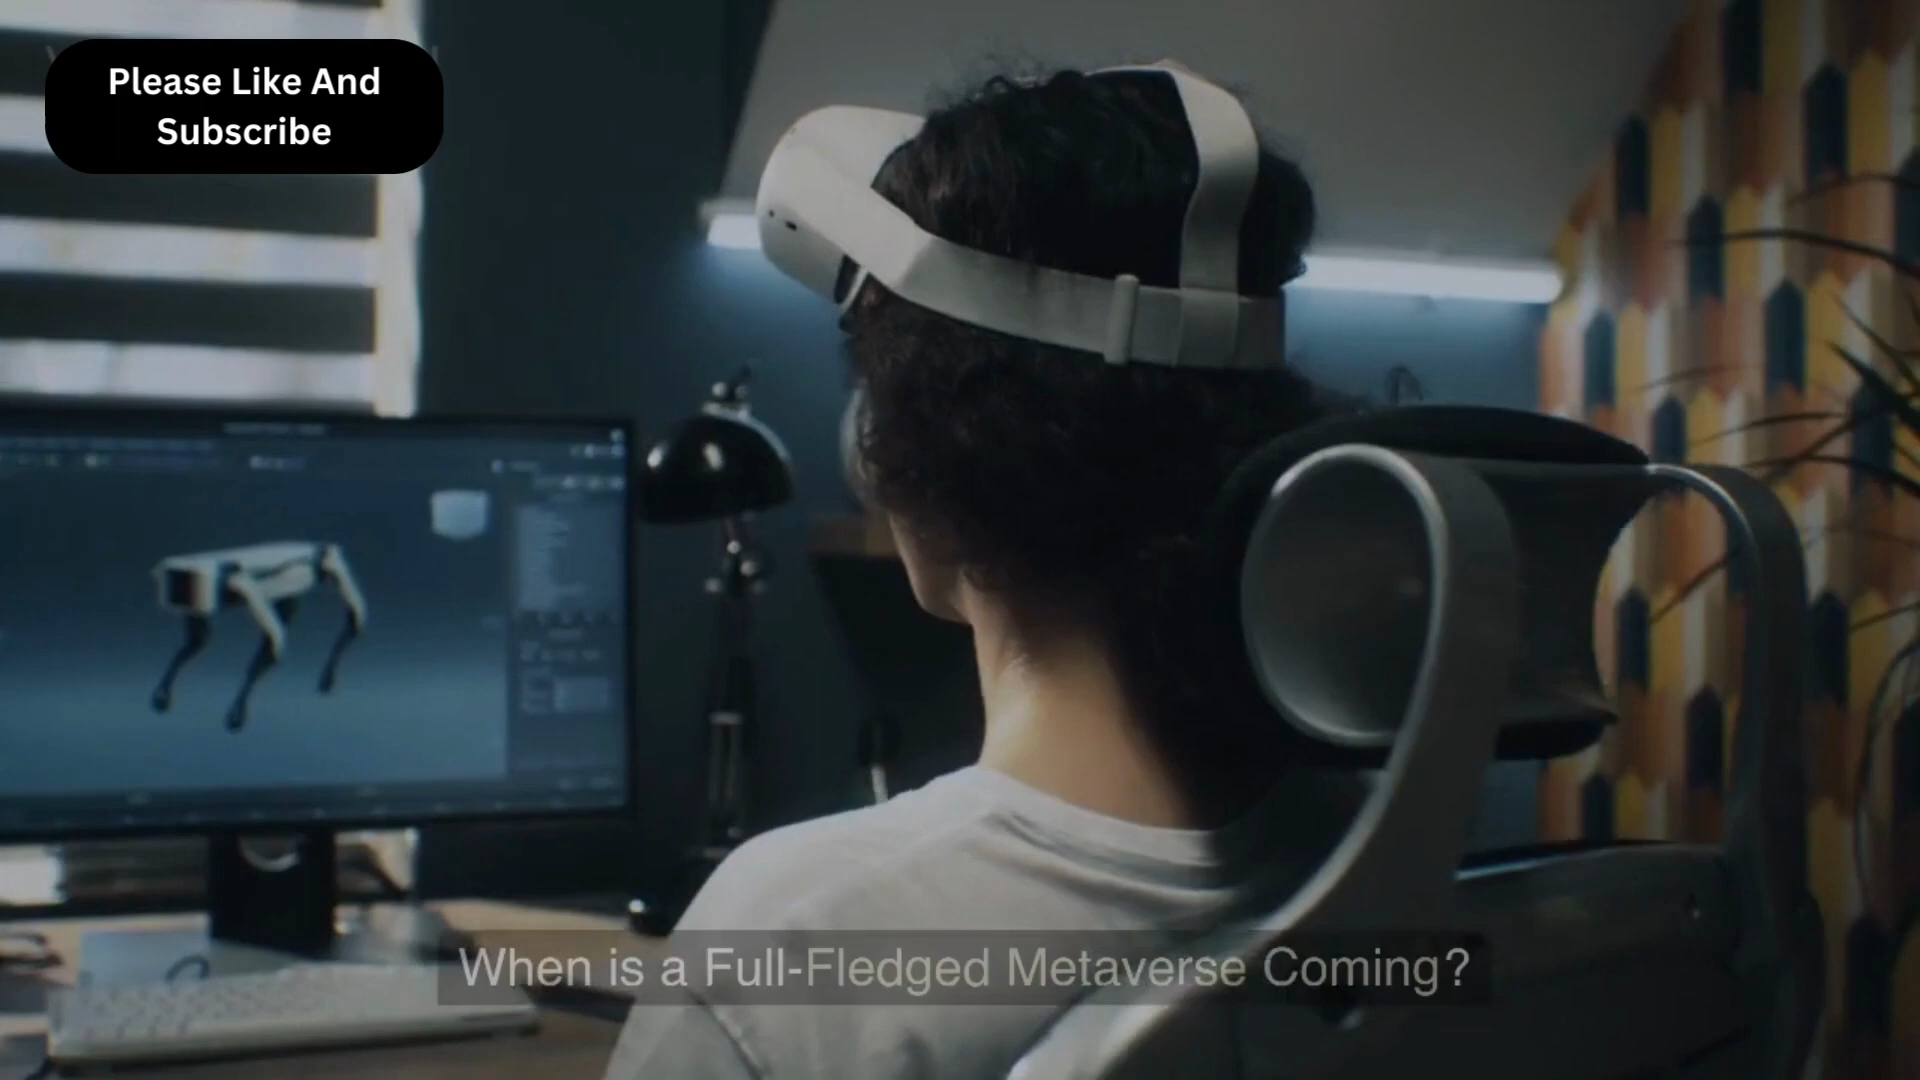 Please Like And
Subscribe
When is a Full-Fledged Metaverse Coming?